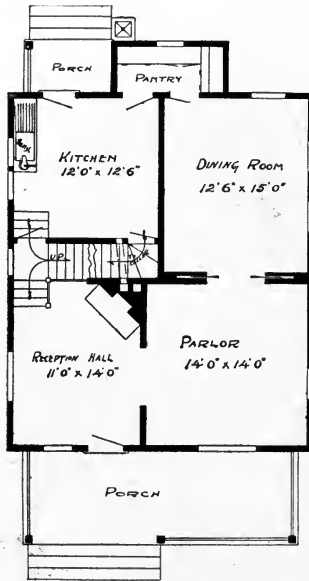 PORCH
PANTRY
KITCHEN
12'0" x 12'6"
DINING ROOM
12'6" x 15'0"
UP
PARLOR
14'0" x 14'0"
RECEPTION HALL
11'0" x 14'0"
PORCH